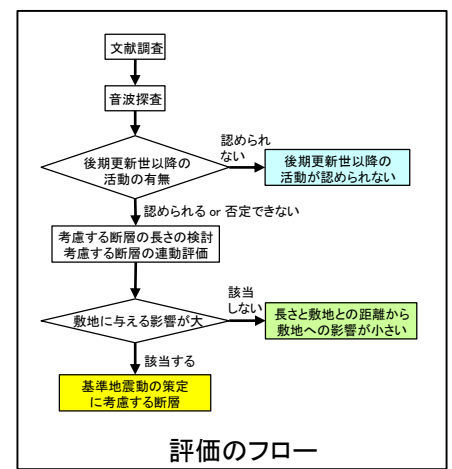 文献調査
音波探査
後期更新世以降の
活動の有無
認められ
ない
後期更新世以降の
活動が認められない
認められる or 否定できない
考慮する断層の長さの検討
考慮する断層の連動評価
敷地に与える影響が大
該当
しない
長さと敷地との距離から
敷地への影響が小さい
該当する
基準地震動の策定
に考慮する断層
評価のフロー